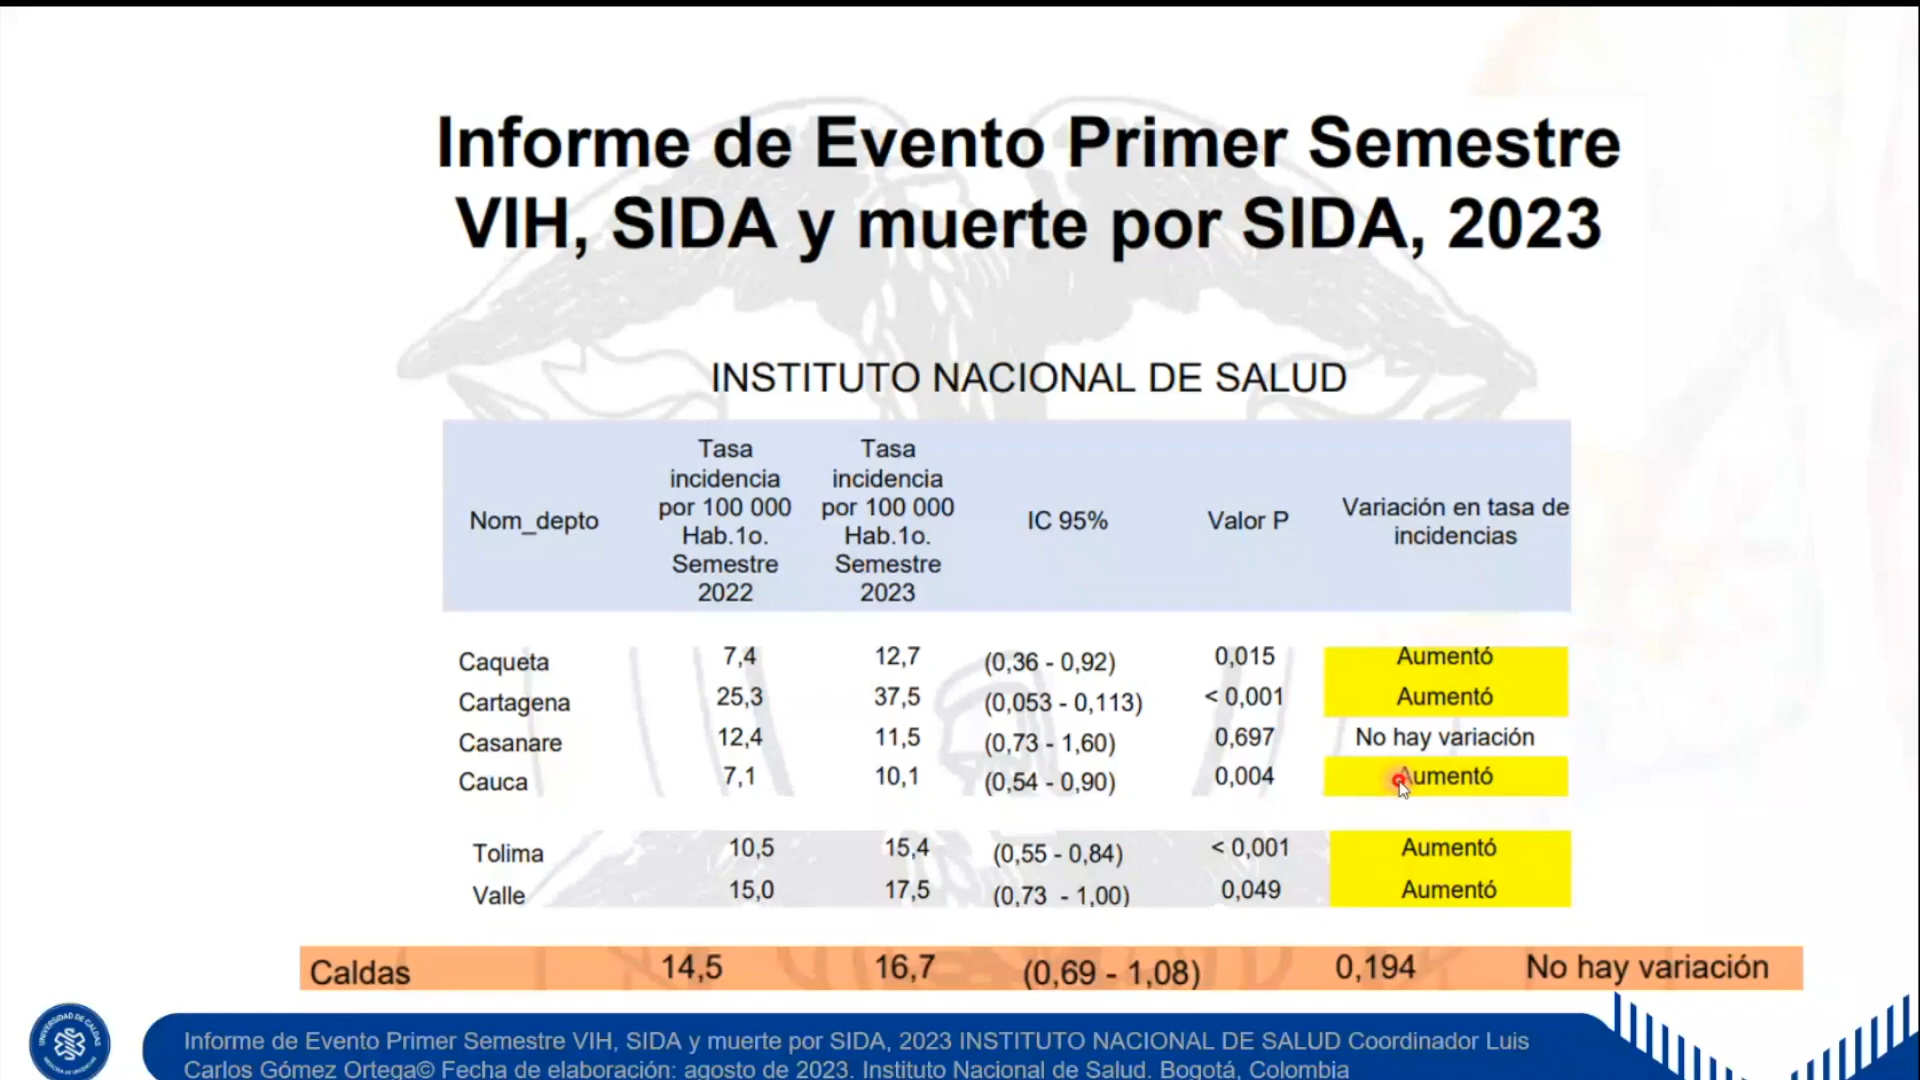 Informe de Evento Primer Semestre
VIH, SIDA y muerte por SIDA, 2023
INSTITUTO NACIONAL DE SALUD
Nom_depto
Tasa
incidencia
por 100 000
Hab.1o.
Semestre
2022
Tasa
incidencia
por 100 000
Hab.1o.
Semestre
2023
IC 95%
Valor P
Variación en tasa de
incidencias
Caqueta 7,4 12,7 (0,36 - 0,92) 0,015 Aumentó
Cartagena 25,3 37,5 (0,053 - 0,113) < 0,001 Aumentó
Casanare 12,4 11,5 (0,73 - 1,60) 0,697 No hay variación
Cauca 7,1 10,1 (0,54 - 0,90) 0,004 Aumentó
Tolima 10,5 15,4 (0,55 - 0,84) < 0,001 Aumentó
Valle 15,0 17,5 (0,73 - 1,00) 0,049 Aumentó
Caldas 14,5 16,7 (0,69 - 1,08) 0,194 No hay variación
UNIVERSIDAD DE CALDAS
Informe de Evento Primer Semestre VIH, SIDA y muerte por SIDA, 2023 INSTITUTO NACIONAL DE SALUD Coordinador Luis
Carlos Gómez Ortega© Fecha de elaboración: agosto de 2023. Instituto Nacional de Salud. Bogotá, Colombia